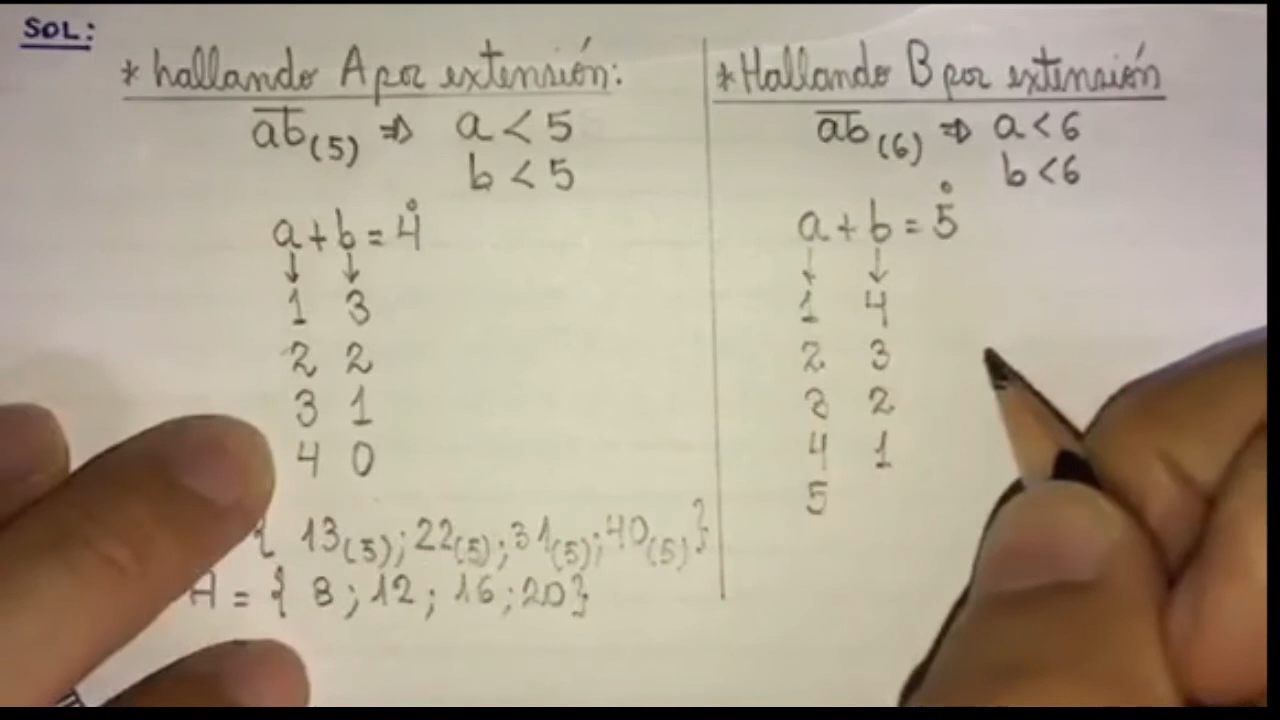 SOL:
* hallando A por extensión:
ab(5) ⇒ a < 5
b < 5
a + b = 4°
↓ ↓
1 3
2 2
3 1
4 0
{ 13(5); 22(5); 31(5); 40(5) }
A = { 8; 12; 16; 20 }
* Hallando B por extensión
ab(6) ⇒ a < 6
b < 6
a + b = 5°
↓ ↓
1 4
2 3
3 2
4 1
5